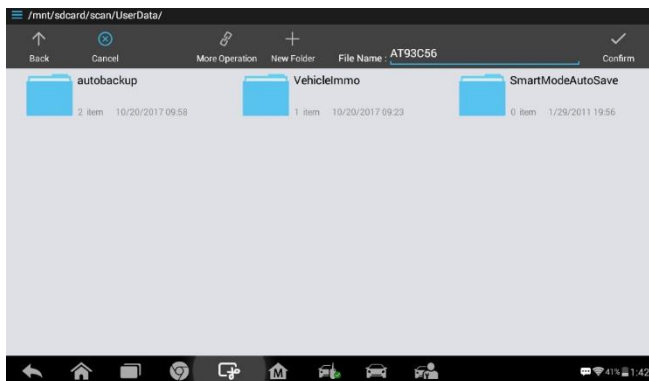 /mnt/sdcard/scan/UserData/
Back Cancel More Operation New Folder File Name : AT93C56 Confirm
autobackup VehicleImmo SmartModeAutoSave
2 item 10/20/2017 09:58 1 item 10/20/2017 09:23 0 item 1/29/2011 19:56
M 41% 1:42